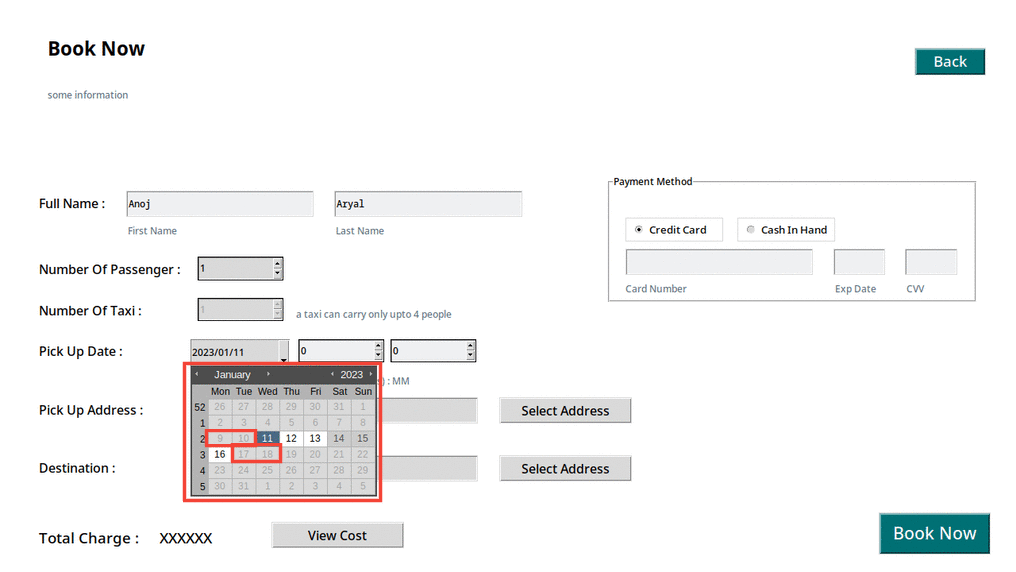 Book Now
Back
some information
Payment Method
Full Name :
Anoj
Aryal
First Name
Last Name
Credit Card
Cash In Hand
Card Number
Exp Date
CVV
Number Of Passenger :
1
Number Of Taxi :
1
a taxi can carry only upto 4 people
Pick Up Date :
2023/01/11
0
0
) : MM
January
2023
Mon Tue Wed Thu Fri Sat Sun
52 26 27 28 29 30 31 1
1 2 3 4 5 6 7 8
2 9 10 11 12 13 14 15
3 16 17 18 19 20 21 22
4 23 24 25 26 27 28 29
5 30 31 1 2 3 4 5
Pick Up Address :
Select Address
Destination :
Select Address
Total Charge :
XXXXXX
View Cost
Book Now